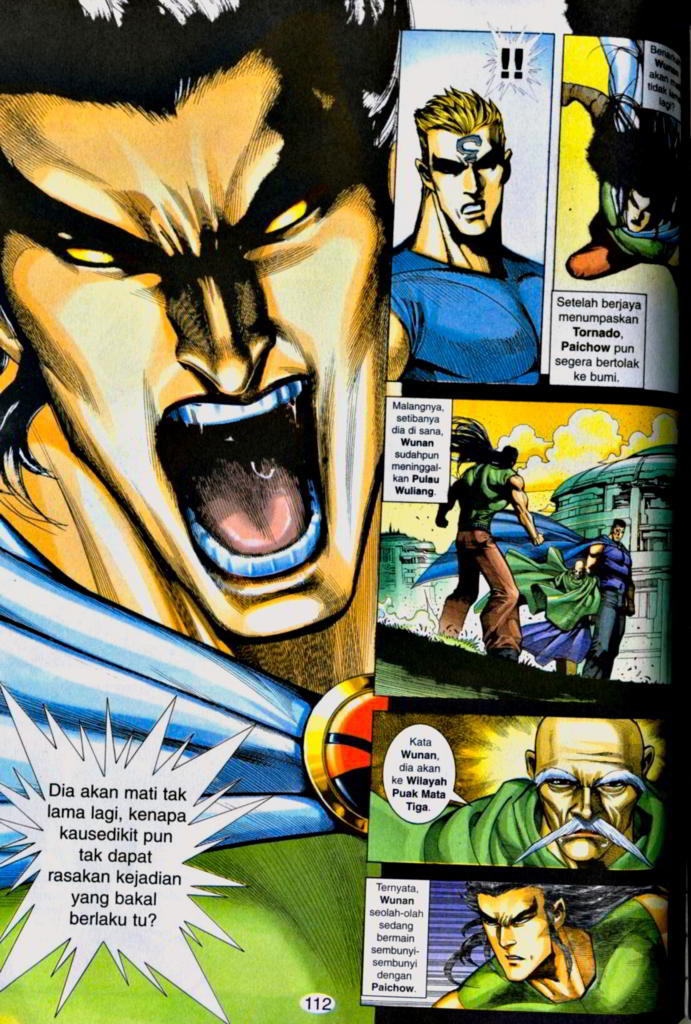 Dia akan mati tak
lama lagi, kenapa
kausedikit pun
tak dapat
rasakan kejadian
yang bakal
berlaku tu?
!!
S
Benarkah
Wunan
akan
tidak lama
lagi?
Setelah berjaya
menumpaskan
Tornado,
Paichow pun
segera bertolak
ke bumi.
Malangnya,
setibanya
dia di sana,
Wunan
sudahpun
meninggal-
kan Pulau
Wuliang.
Kata
Wunan,
dia akan
ke Wilayah
Puak Mata
Tiga.
Ternyata,
Wunan
seolah-olah
sedang
bermain
sembunyi-
sembunyi
dengan
Paichow.
112